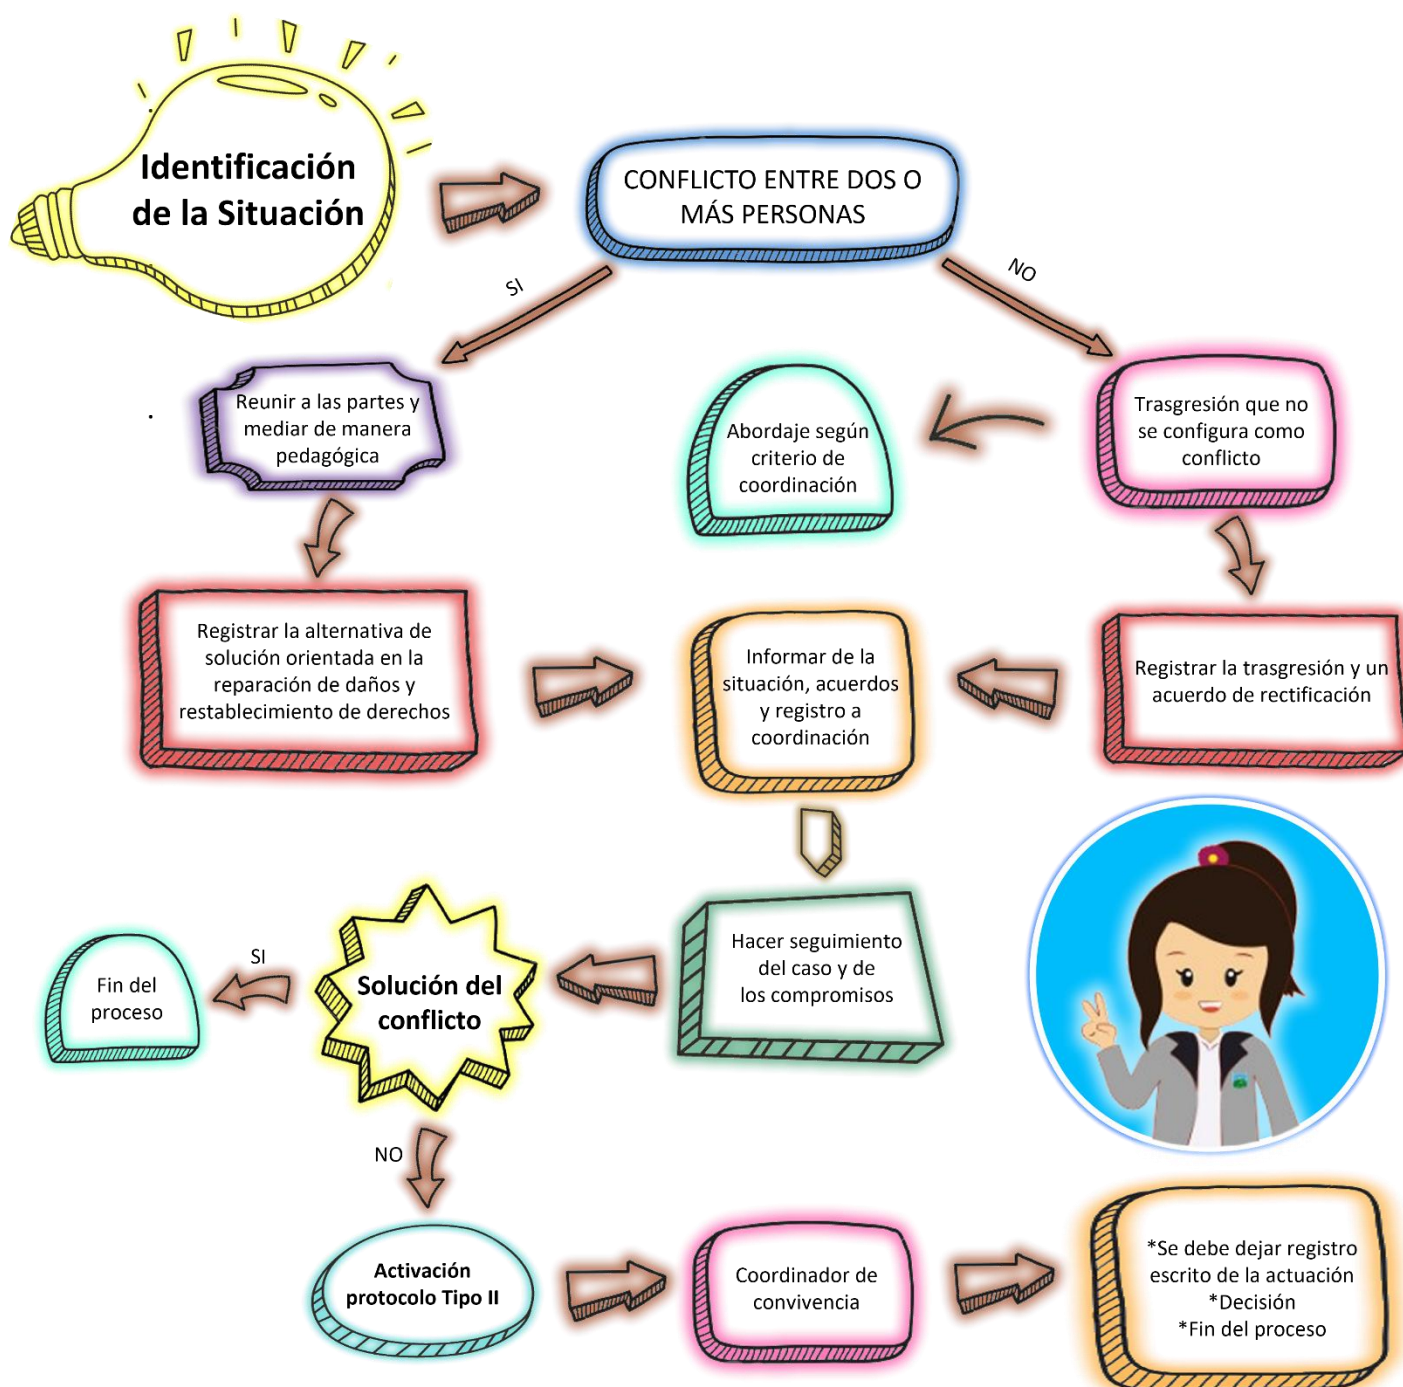 Identificación
de la Situación
CONFLICTO ENTRE DOS O
MÁS PERSONAS
SI
NO
Reunir a las partes y
mediar de manera
pedagógica
Abordaje según
criterio de
coordinación
Trasgresión que no
se configura como
conflicto
Registrar la alternativa de
solución orientada en la
reparación de daños y
restablecimiento de derechos
Informar de la
situación, acuerdos
y registro a
coordinación
Registrar la trasgresión y un
acuerdo de rectificación
Hacer seguimiento
del caso y de
los compromisos
Solución del
conflicto
SI
Fin del
proceso
NO
Activación
protocolo Tipo II
Coordinador de
convivencia
*Se debe dejar registro
escrito de la actuación
*Decisión
*Fin del proceso